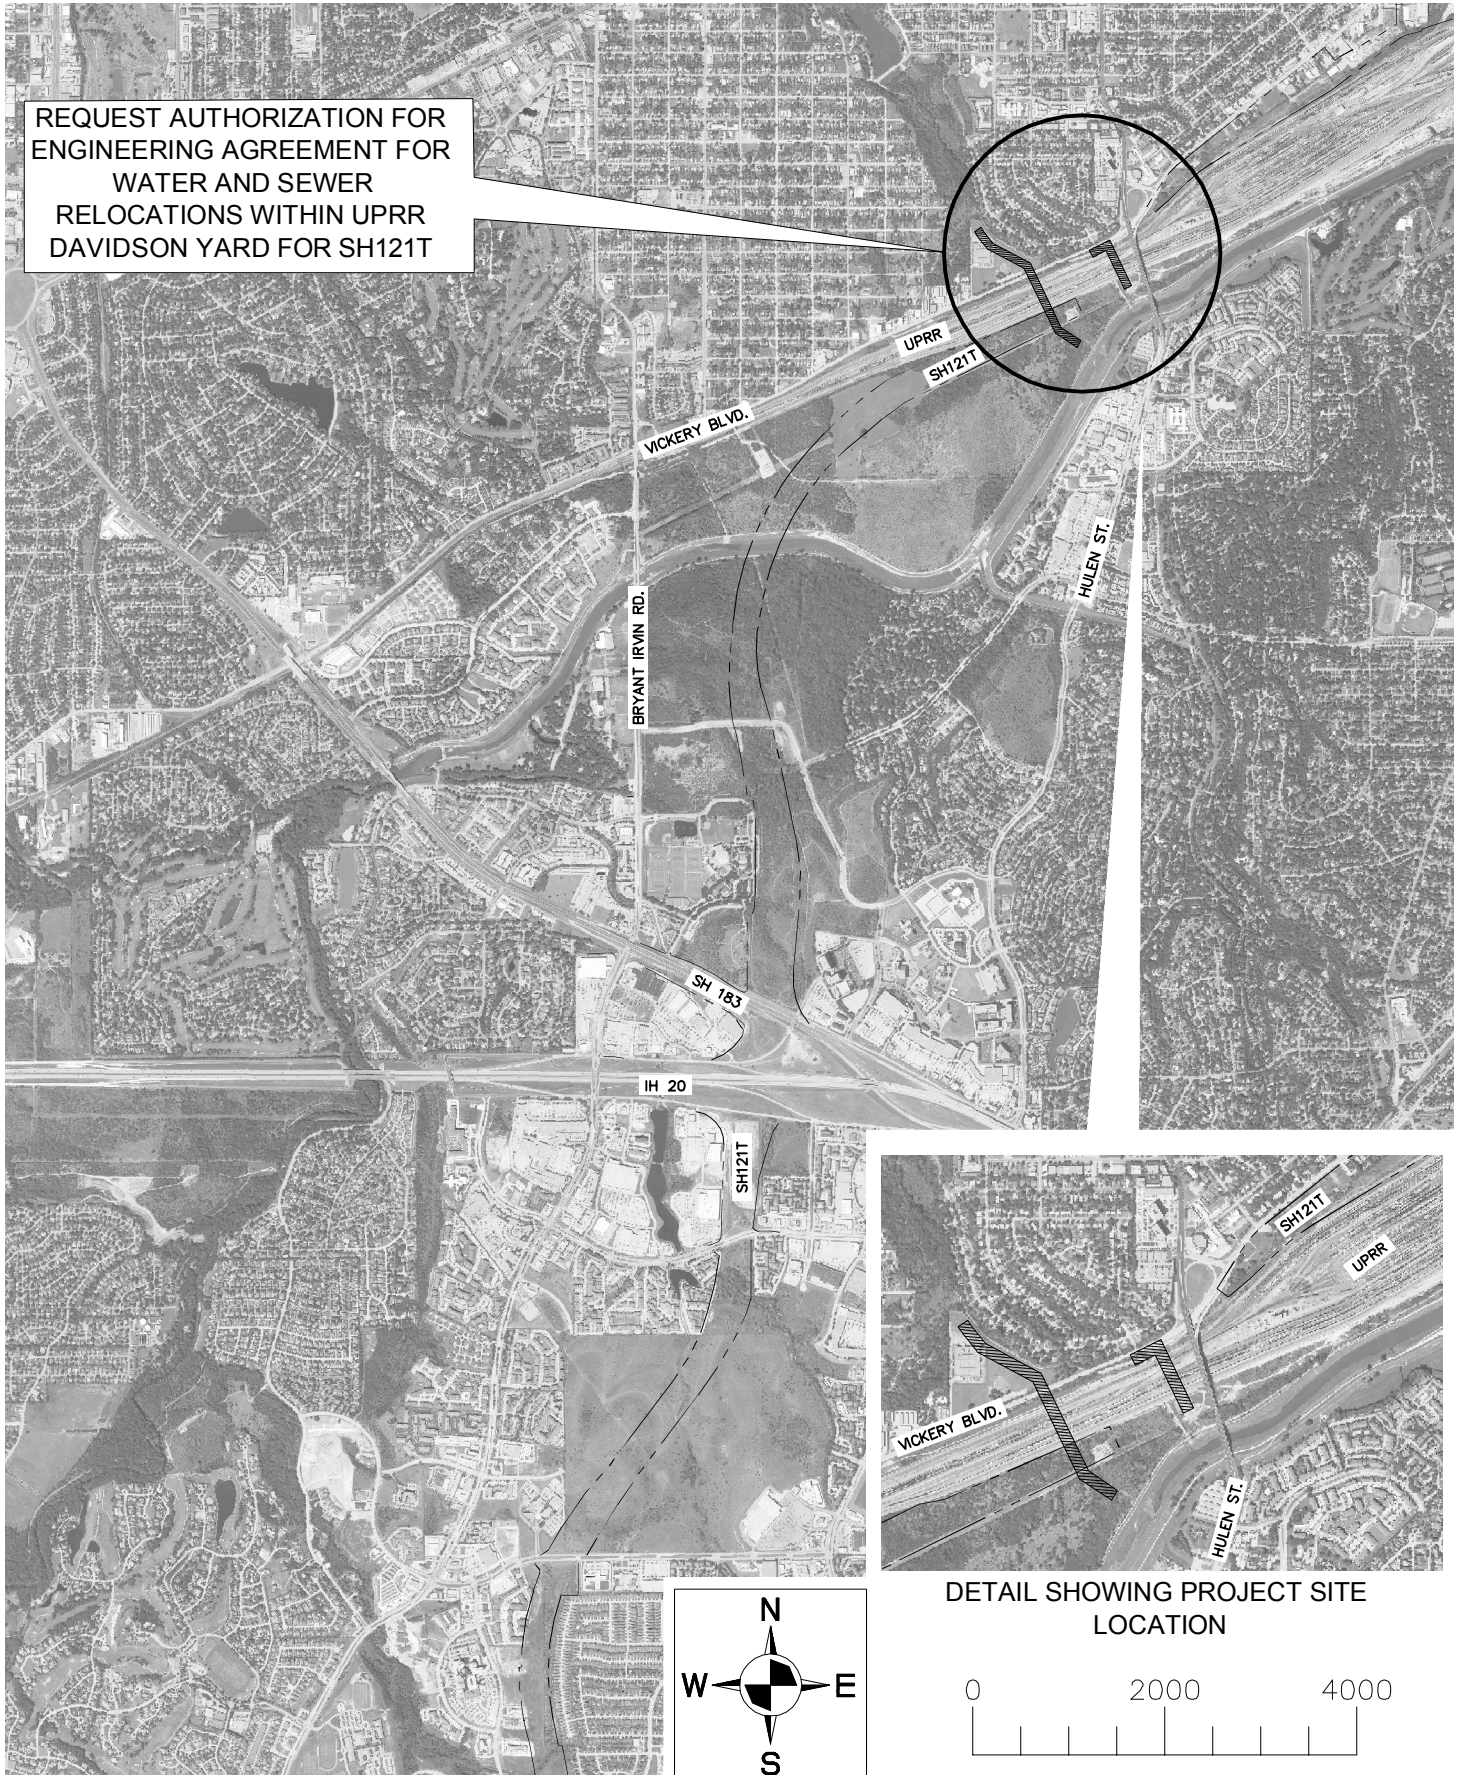 REQUEST AUTHORIZATION FOR
ENGINEERING AGREEMENT FOR
WATER AND SEWER
RELOCATIONS WITHIN UPRR
DAVIDSON YARD FOR SH121T
UPRR
SH121T
VICKERY BLVD.
HULEN ST.
BRYANT IRVIN RD.
SH 183
IH 20
SH121T
SH121T
UPRR
VICKERY BLVD.
HULEN ST.
DETAIL SHOWING PROJECT SITE
LOCATION
N
W E
S
0 2000 4000